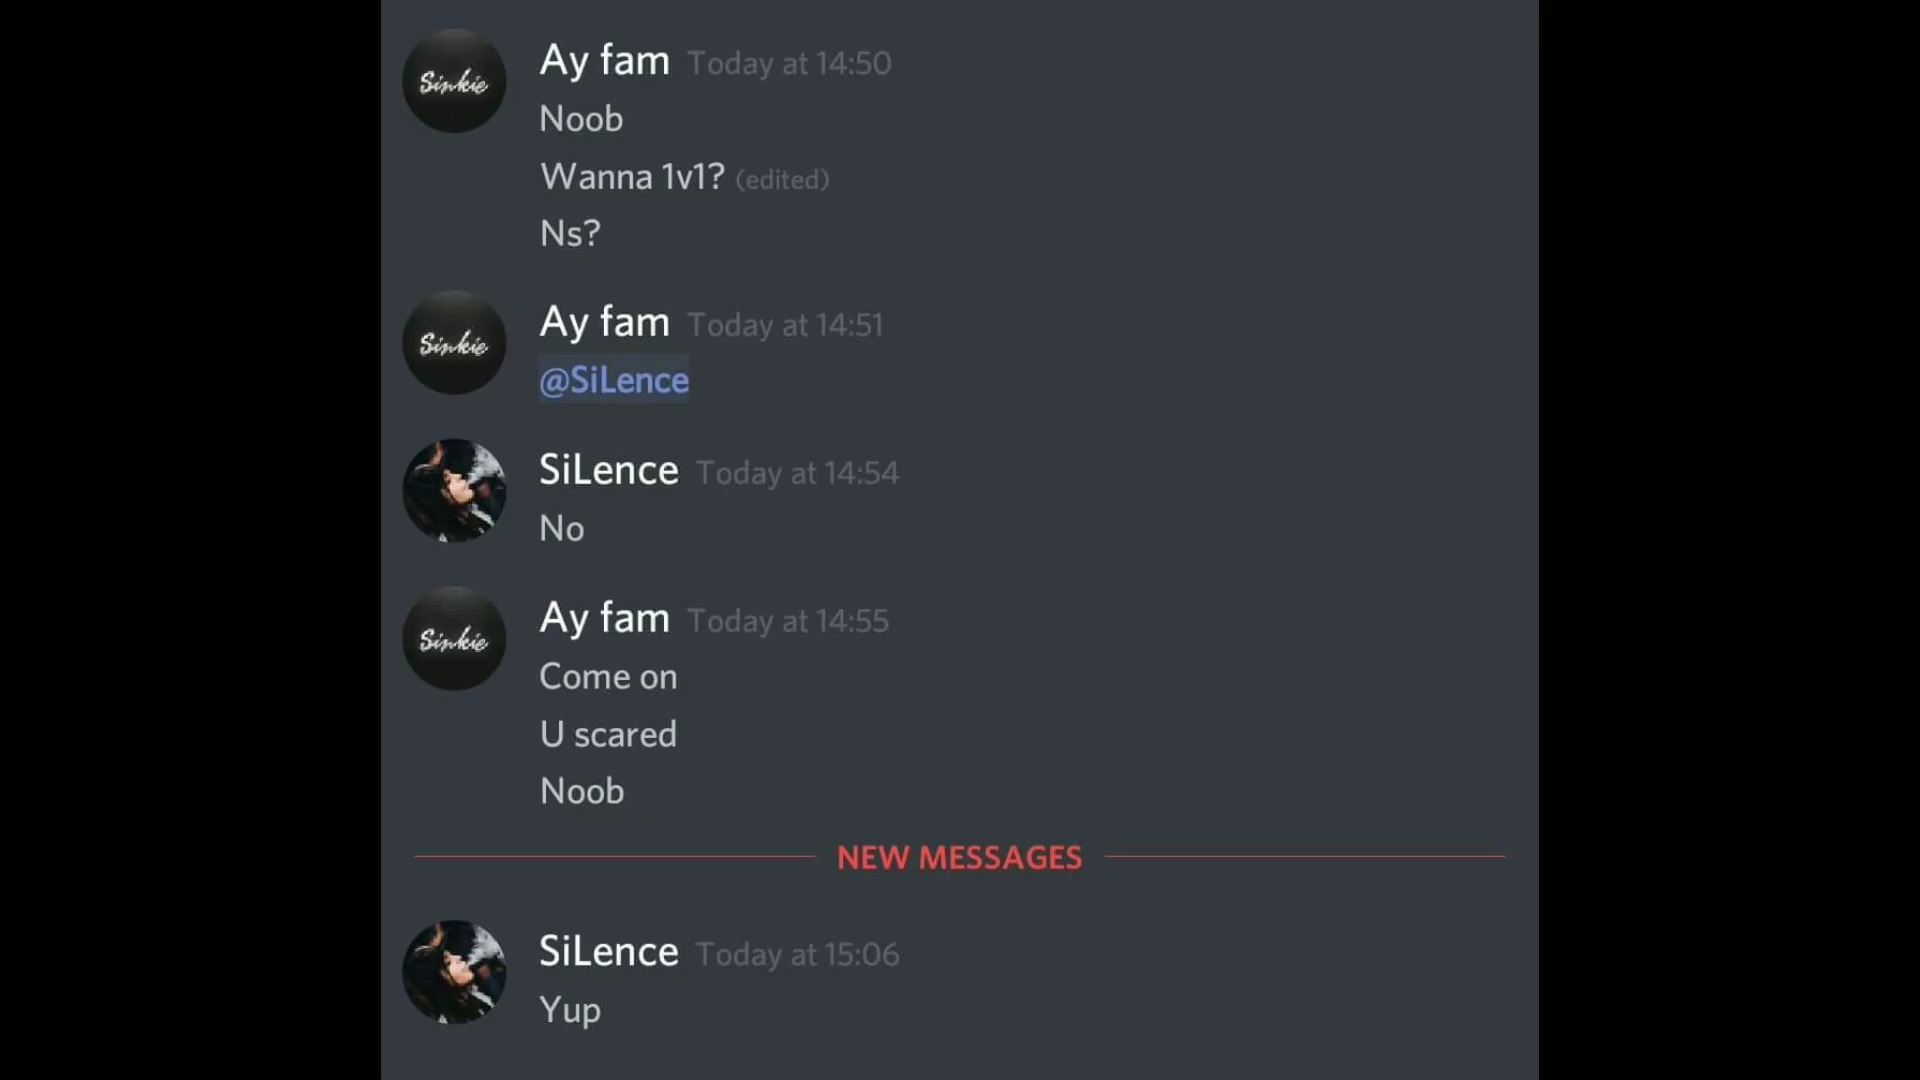 Sinkie
Ay fam Today at 14:50
Noob
Wanna 1v1? (edited)
Ns?
Sinkie
Ay fam Today at 14:51
@SiLence
SiLence Today at 14:54
No
Sinkie
Ay fam Today at 14:55
Come on
U scared
Noob
NEW MESSAGES
SiLence Today at 15:06
Yup